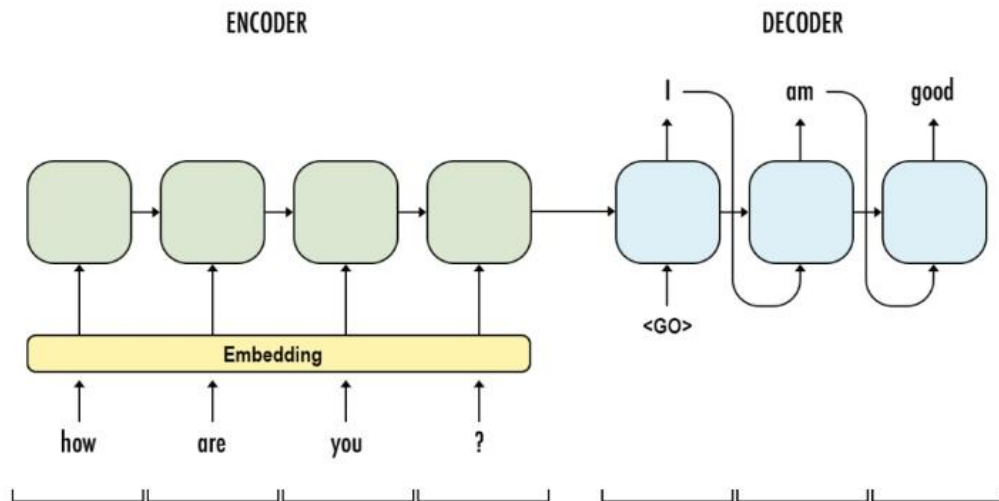 ENCODER DECODER
I am good
<GO>
Embedding
how are you ?